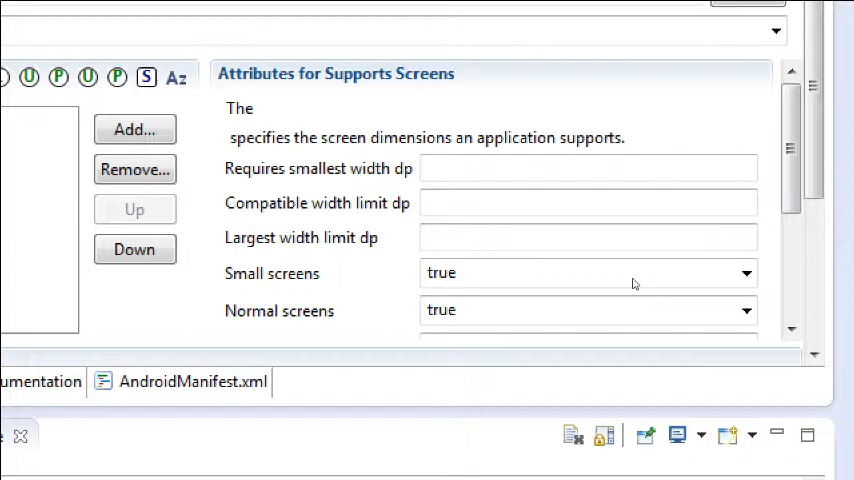 U P U P S Az
Attributes for Supports Screens
The
specifies the screen dimensions an application supports.
Add...
Remove...
Up
Down
Requires smallest width dp
Compatible width limit dp
Largest width limit dp
Small screens true
Normal screens true
umentation AndroidManifest.xml